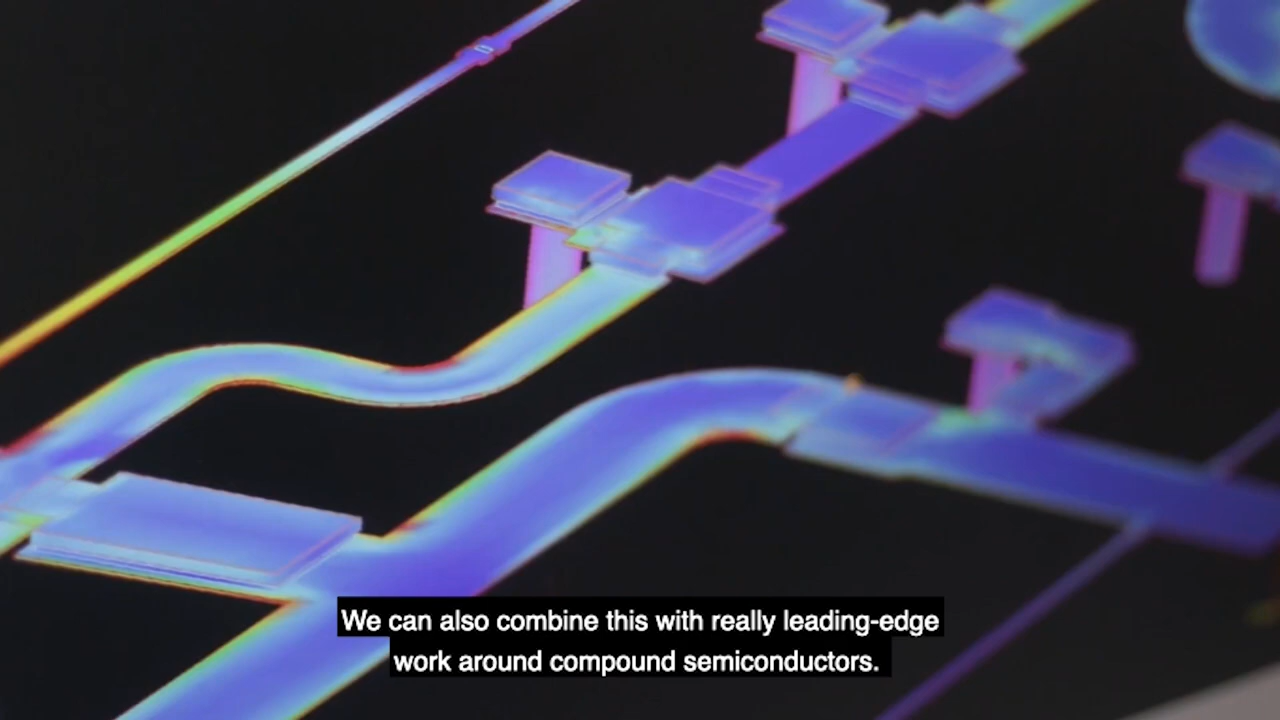 We can also combine this with really leading-edge
work around compound semiconductors.